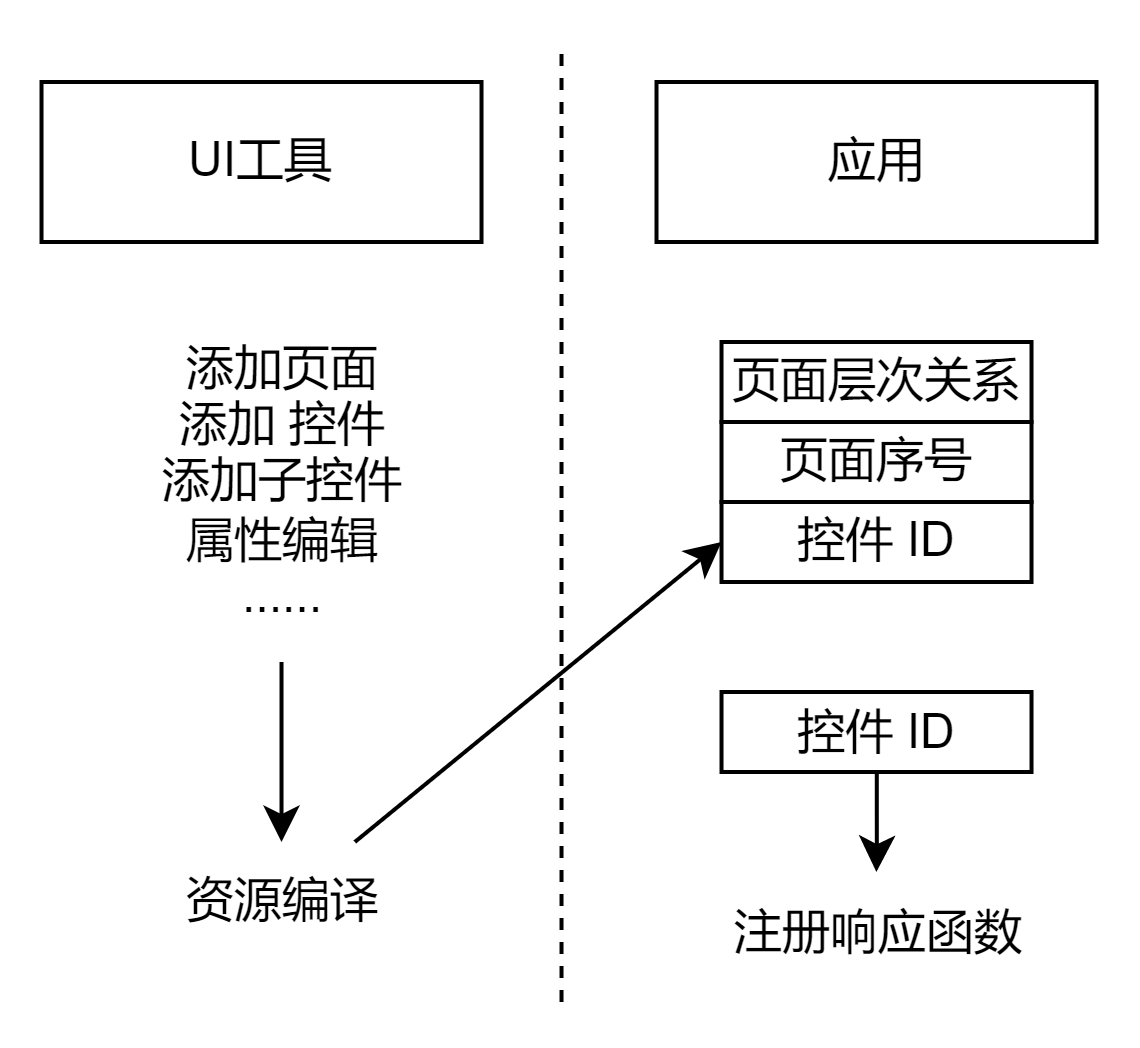 UI工具
添加页面
添加 控件
添加子控件
属性编辑
......
资源编译
应用
页面层次关系
页面序号
控件 ID
控件 ID
注册响应函数